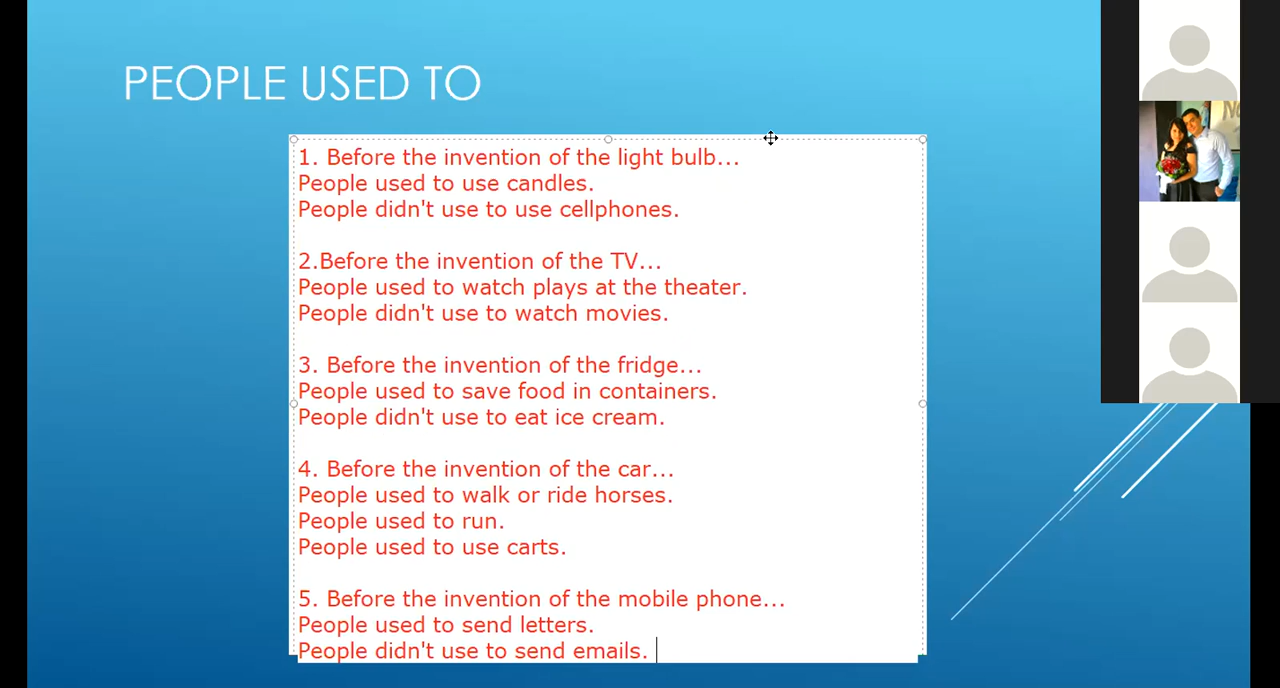 PEOPLE USED TO
1. Before the invention of the light bulb...
People used to use candles.
People didn't use to use cellphones.
2.Before the invention of the TV...
People used to watch plays at the theater.
People didn't use to watch movies.
3. Before the invention of the fridge...
People used to save food in containers.
People didn't use to eat ice cream.
4. Before the invention of the car...
People used to walk or ride horses.
People used to run.
People used to use carts.
5. Before the invention of the mobile phone...
People used to send letters.
People didn't use to send emails.